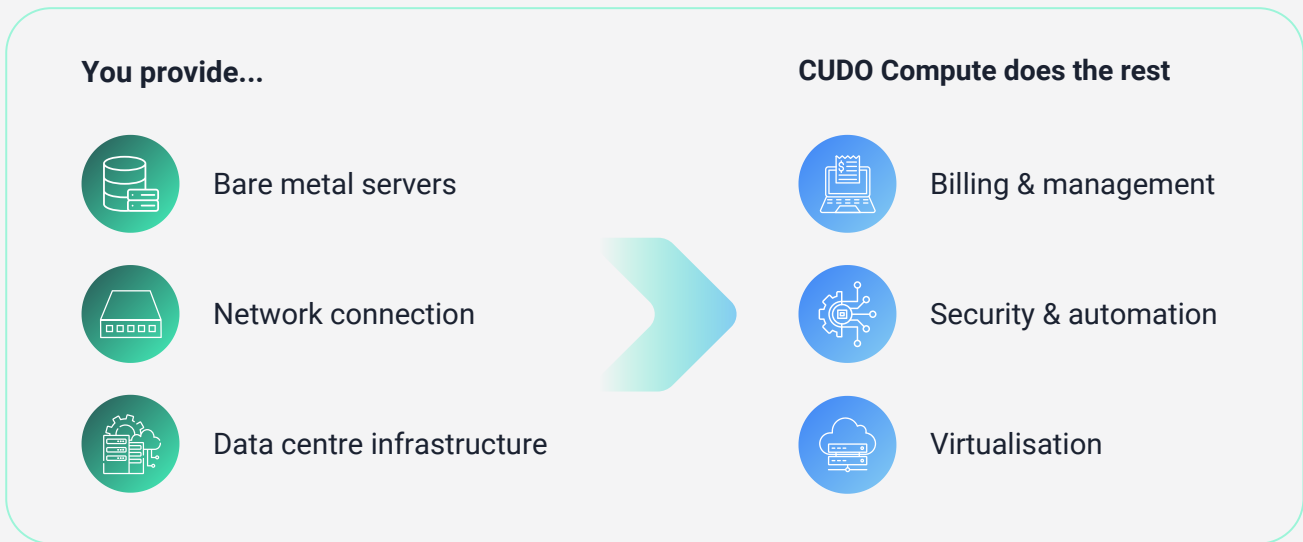 You provide...
Bare metal servers
Network connection
Data centre infrastructure
CUDO Compute does the rest
$
Billing & management
Security & automation
Virtualisation